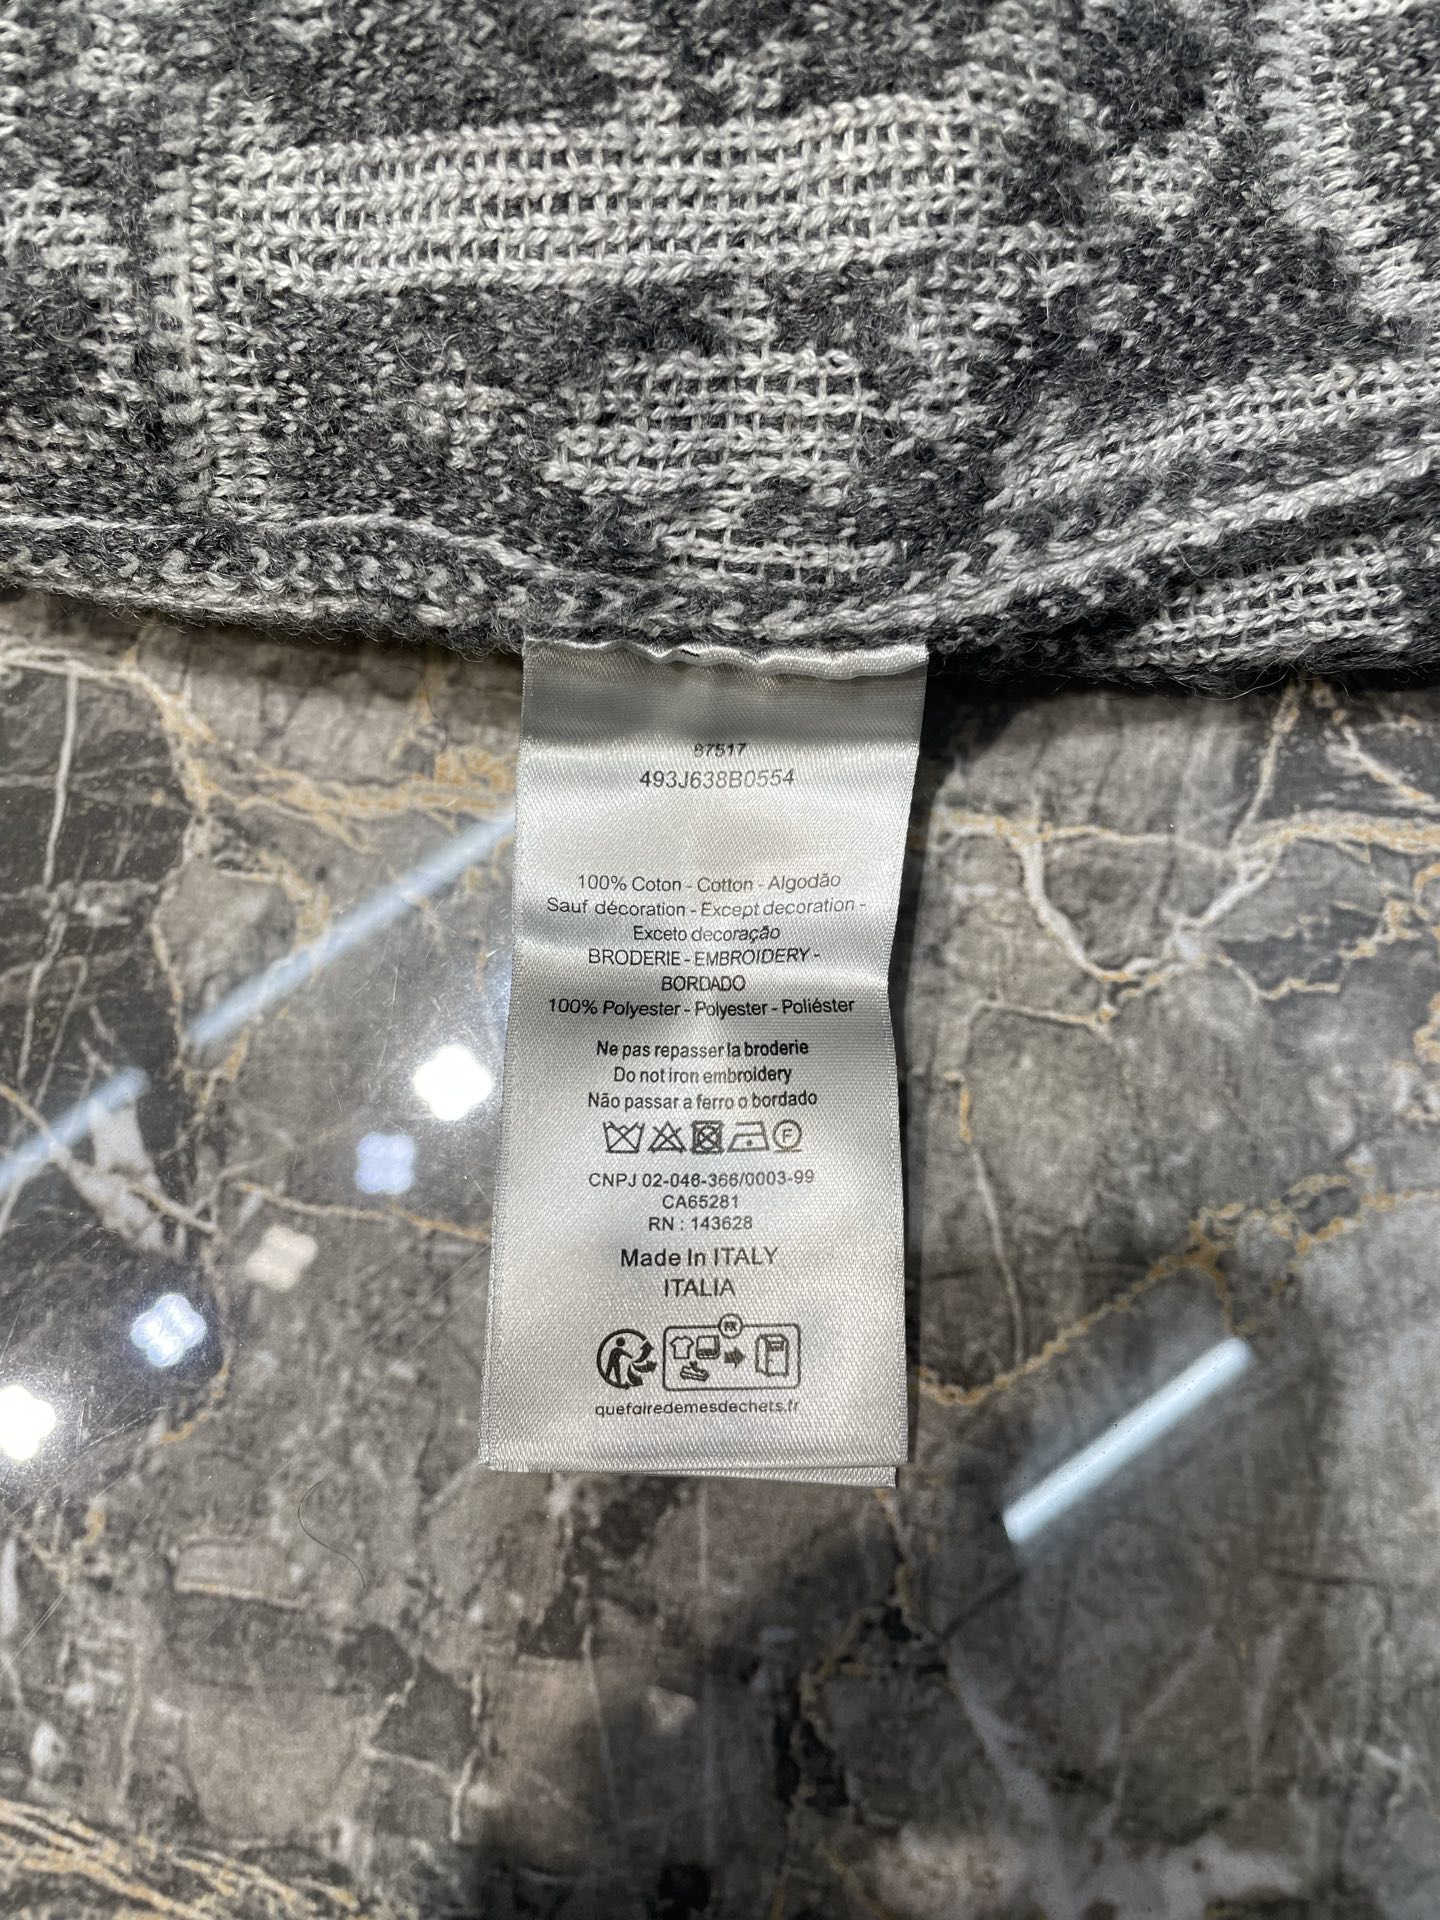 97517
493J638B0554
100% Coton - Cotton - Algodão
Sauf décoration - Except decoration -
Exceto decoração
BRODERIE - EMBROIDERY -
BORDADO
100% Polyester - Polyester - Poliéster
Ne pas repasser la broderie
Do not iron embroidery
Não passar a ferro o bordado
F
CNPJ 02-046-366/0003-99
CA65281
RN : 143628
Made In ITALY
ITALIA
FR
quefairedemesdechets.fr